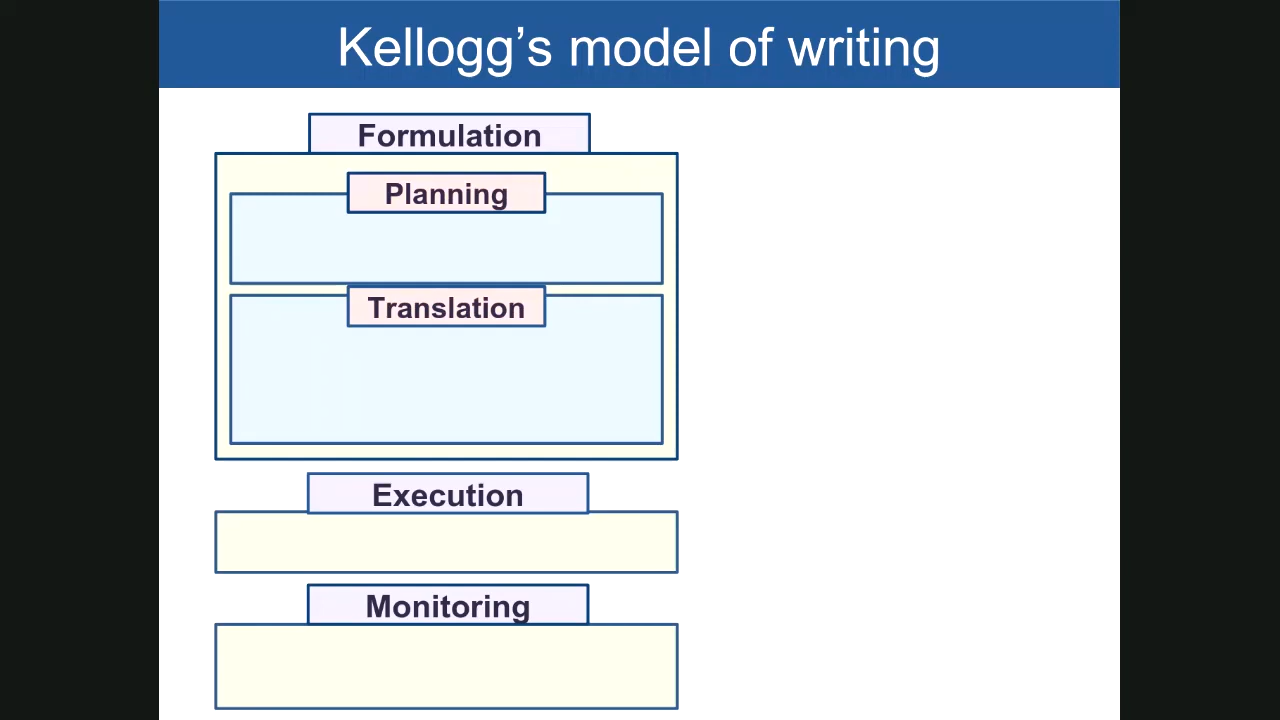 Kellogg’s model of writing
Formulation
Planning
Translation
Execution
Monitoring